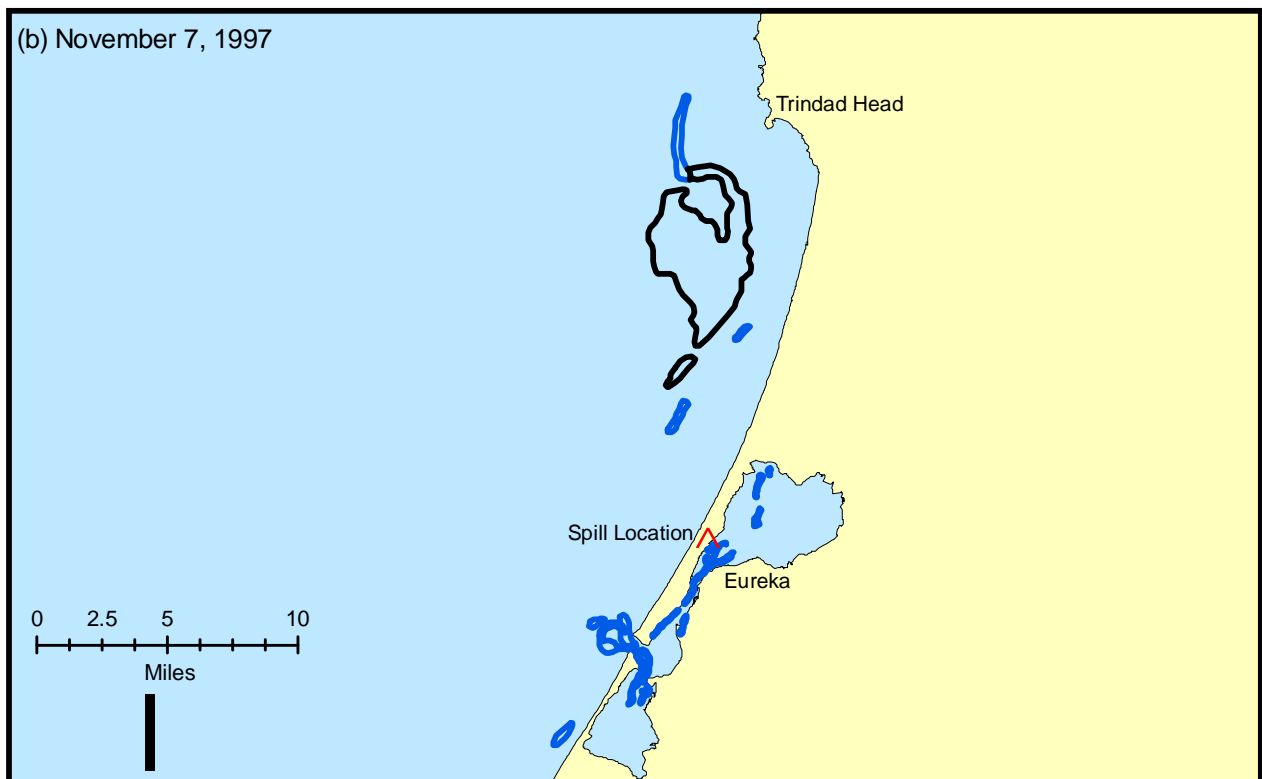 (b) November 7, 1997
Trindad Head
Spill Location
Eureka
0 2.5 5 10
Miles